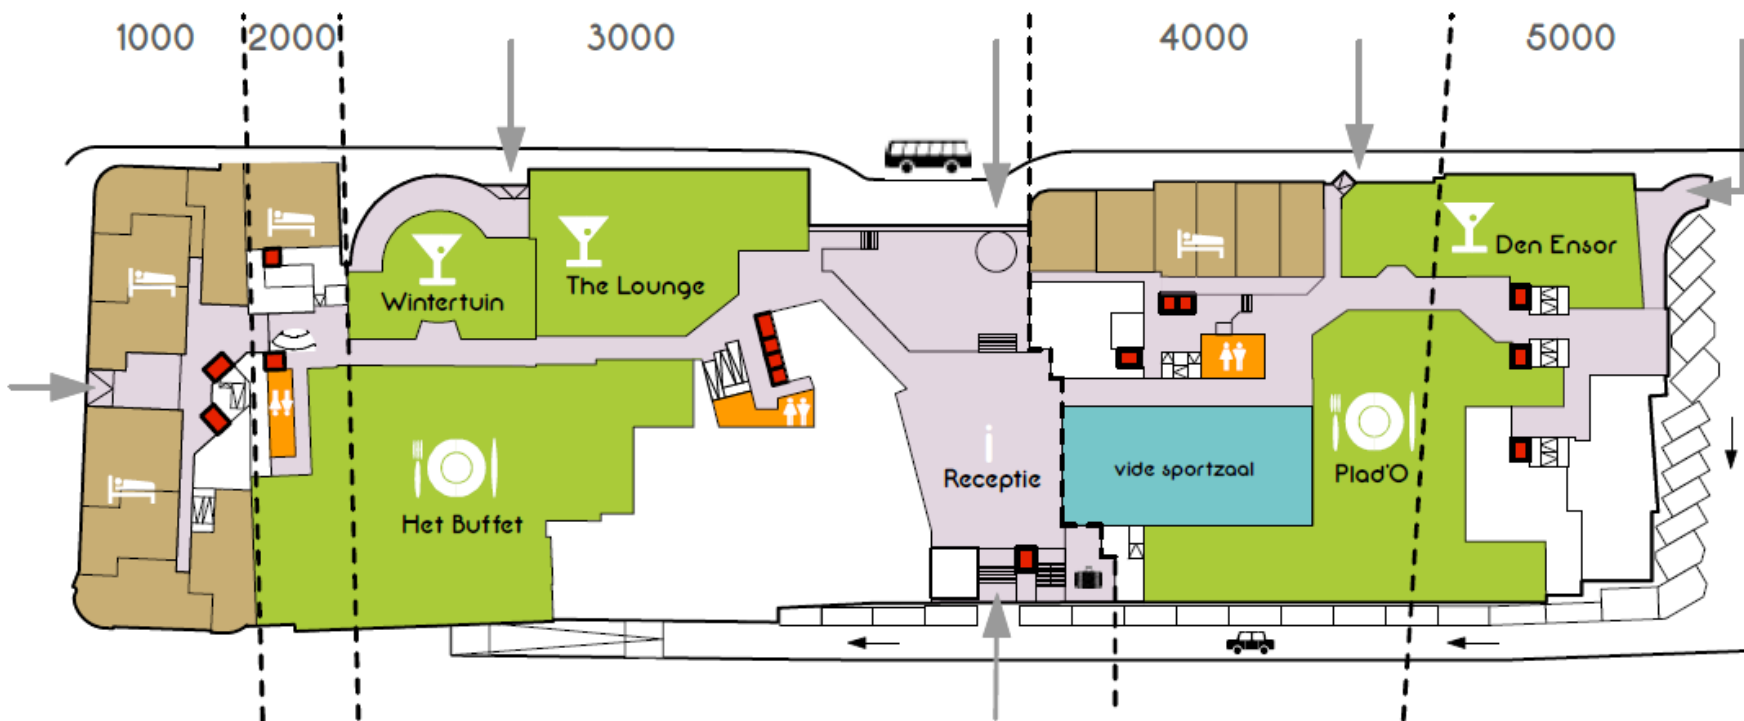 1000 2000 3000 4000 5000
Den Ensor
The Lounge
Wintertuin
vide sportzaal
Plad'O
i
Receptie
Het Buffet